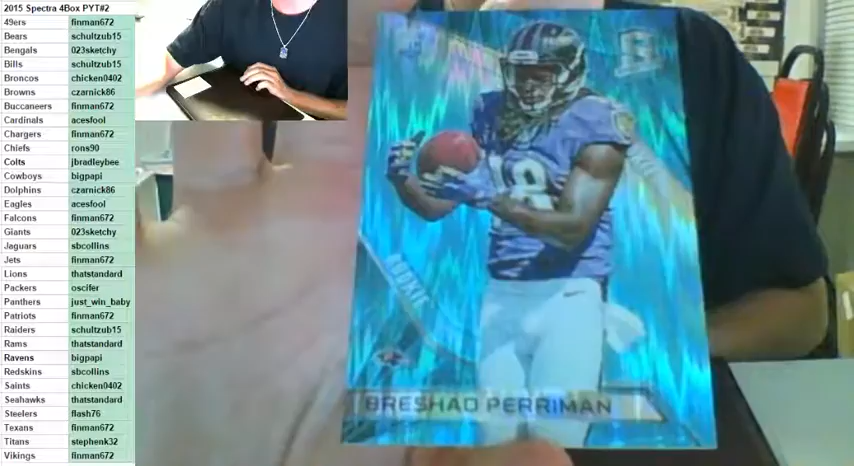 2015 Spectra 4Box PYT#2
49ers finman672
Bears schultzub15
Bengals 023sketchy
Bills schultzub15
Broncos chicken0402
Browns czarnick86
Buccaneers finman672
Cardinals acesfool
Chargers finman672
Chiefs rons90
Colts jbradleybee
Cowboys bigpapi
Dolphins czarnick86
Eagles acesfool
Falcons finman672
Giants 023sketchy
Jaguars sbcollins
Jets finman672
Lions thatstandard
Packers oscifer
Panthers just_win_baby
Patriots finman672
Raiders schultzub15
Rams thatstandard
Ravens bigpapi
Redskins sbcollins
Saints chicken0402
Seahawks thatstandard
Steelers flash76
Texans finman672
Titans stephenk32
Vikings finman672
18
ROOKIE
BRESHAD PERRIMAN